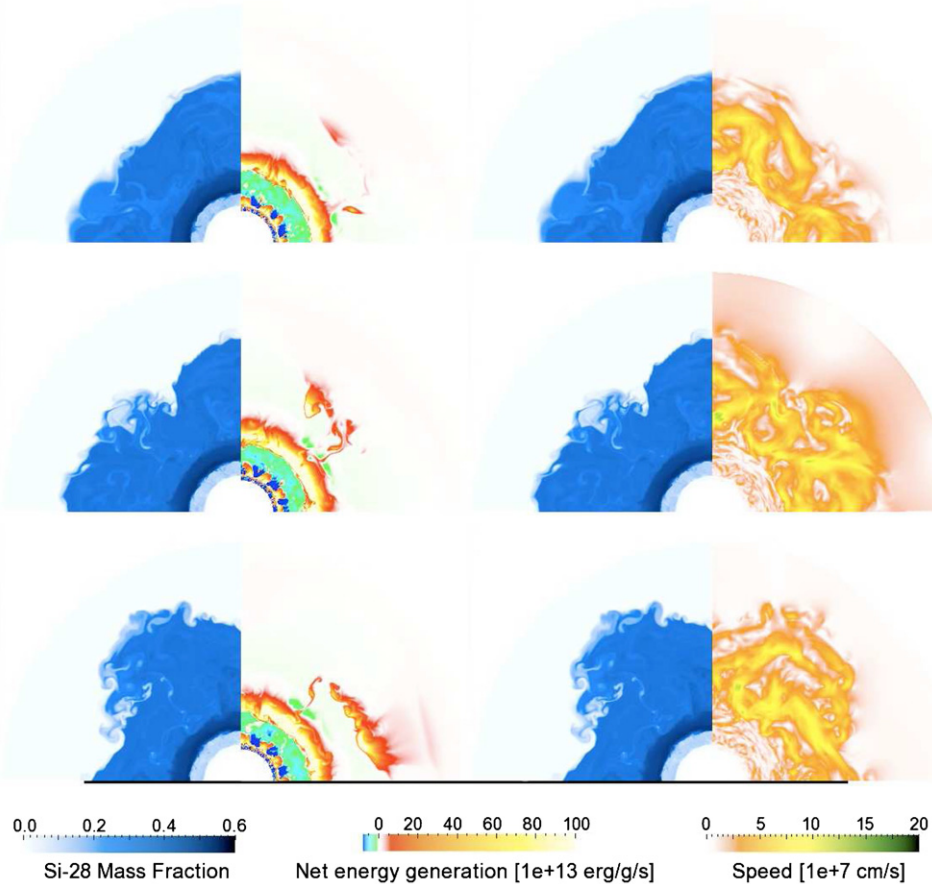 0.0 0.2 0.4 0.6
Si-28 Mass Fraction
0 20 40 60 80 100
Net energy generation [1e+13 erg/g/s]
0 5 10 15 20
Speed [1e+7 cm/s]